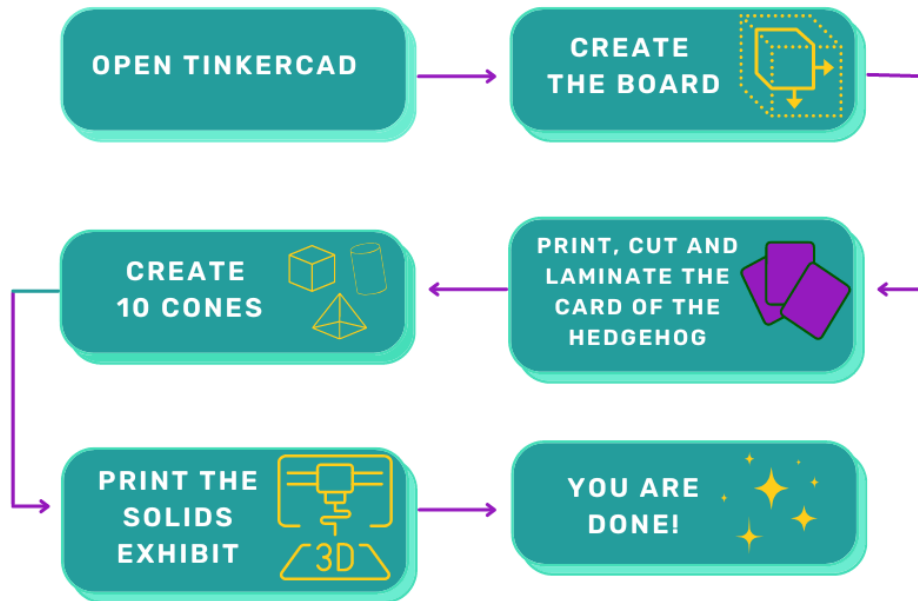 OPEN TINKERCAD
CREATE
THE BOARD
PRINT, CUT AND
LAMINATE THE
CARD OF THE
HEDGEHOG
CREATE
10 CONES
PRINT THE
SOLIDS
EXHIBIT
3D
YOU ARE
DONE!